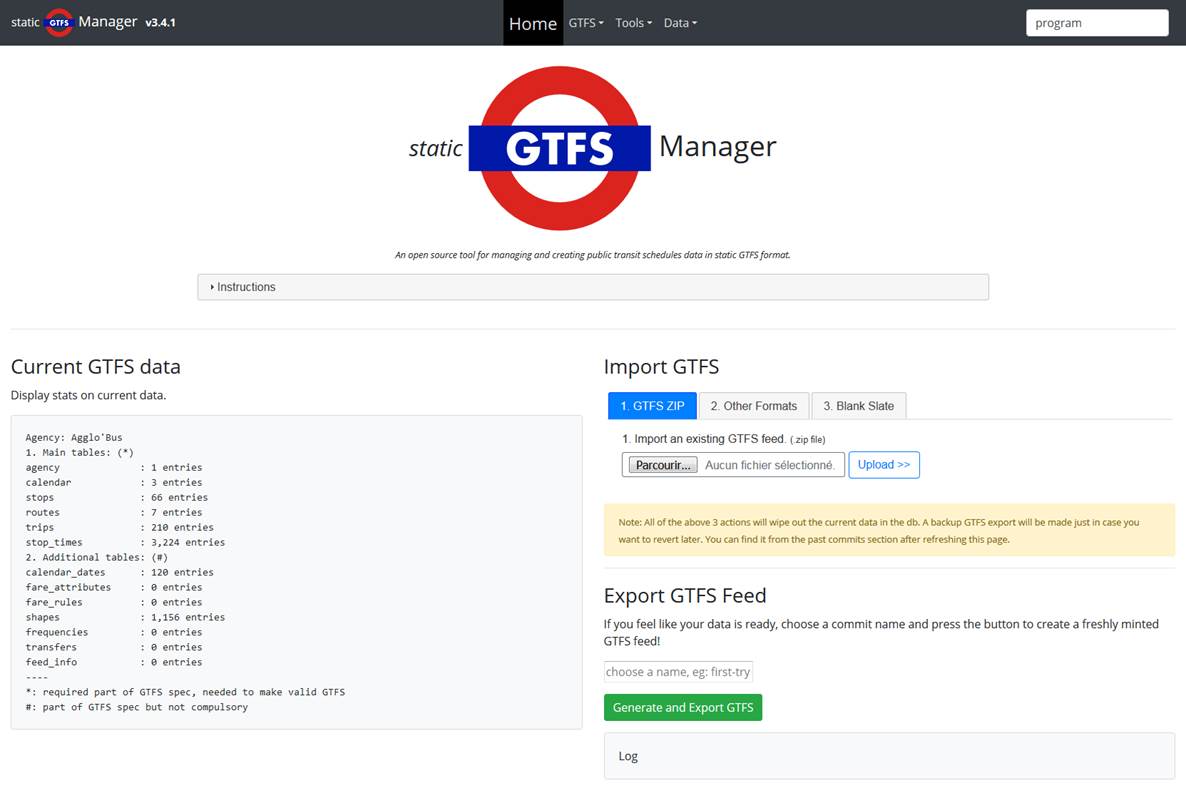 static GTFS Manager v3.4.1
Home GTFS Tools Data
program
static GTFS Manager
An open source tool for managing and creating public transit schedules data in static GTFS format.
Instructions
Current GTFS data
Display stats on current data.
Agency: Agglo'Bus
1. Main tables: (*)
agency : 1 entries
calendar : 3 entries
stops : 66 entries
routes : 7 entries
trips : 210 entries
stop_times : 3,224 entries
2. Additional tables: (#)
calendar_dates : 120 entries
fare_attributes : 0 entries
fare_rules : 0 entries
shapes : 1,156 entries
frequencies : 0 entries
transfers : 0 entries
feed_info : 0 entries
----
*: required part of GTFS spec, needed to make valid GTFS
#: part of GTFS spec but not compulsory
Import GTFS
1. GTFS ZIP 2. Other Formats 3. Blank Slate
1. Import an existing GTFS feed. (.zip file)
Parcourir... Aucun fichier sélectionné. Upload >>
Note: All of the above 3 actions will wipe out the current data in the db. A backup GTFS export will be made just in case you
want to revert later. You can find it from the past commits section after refreshing this page.
Export GTFS Feed
If you feel like your data is ready, choose a commit name and press the button to create a freshly minted
GTFS feed!
choose a name, eg: first-try
Generate and Export GTFS
Log